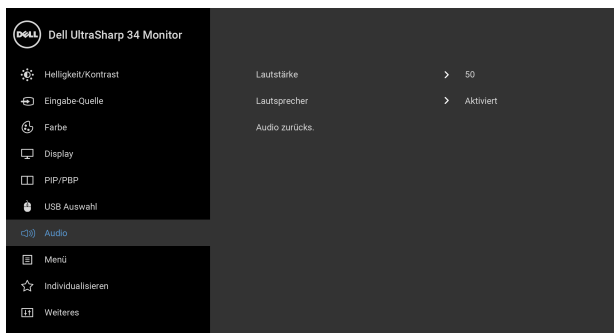 DELL Dell UltraSharp 34 Monitor
Helligkeit/Kontrast
Eingabe-Quelle
Farbe
Display
PIP/PBP
USB Auswahl
Audio
Menü
Individualisieren
Weiteres
Lautstärke > 50
Lautsprecher > Aktiviert
Audio zurücks.